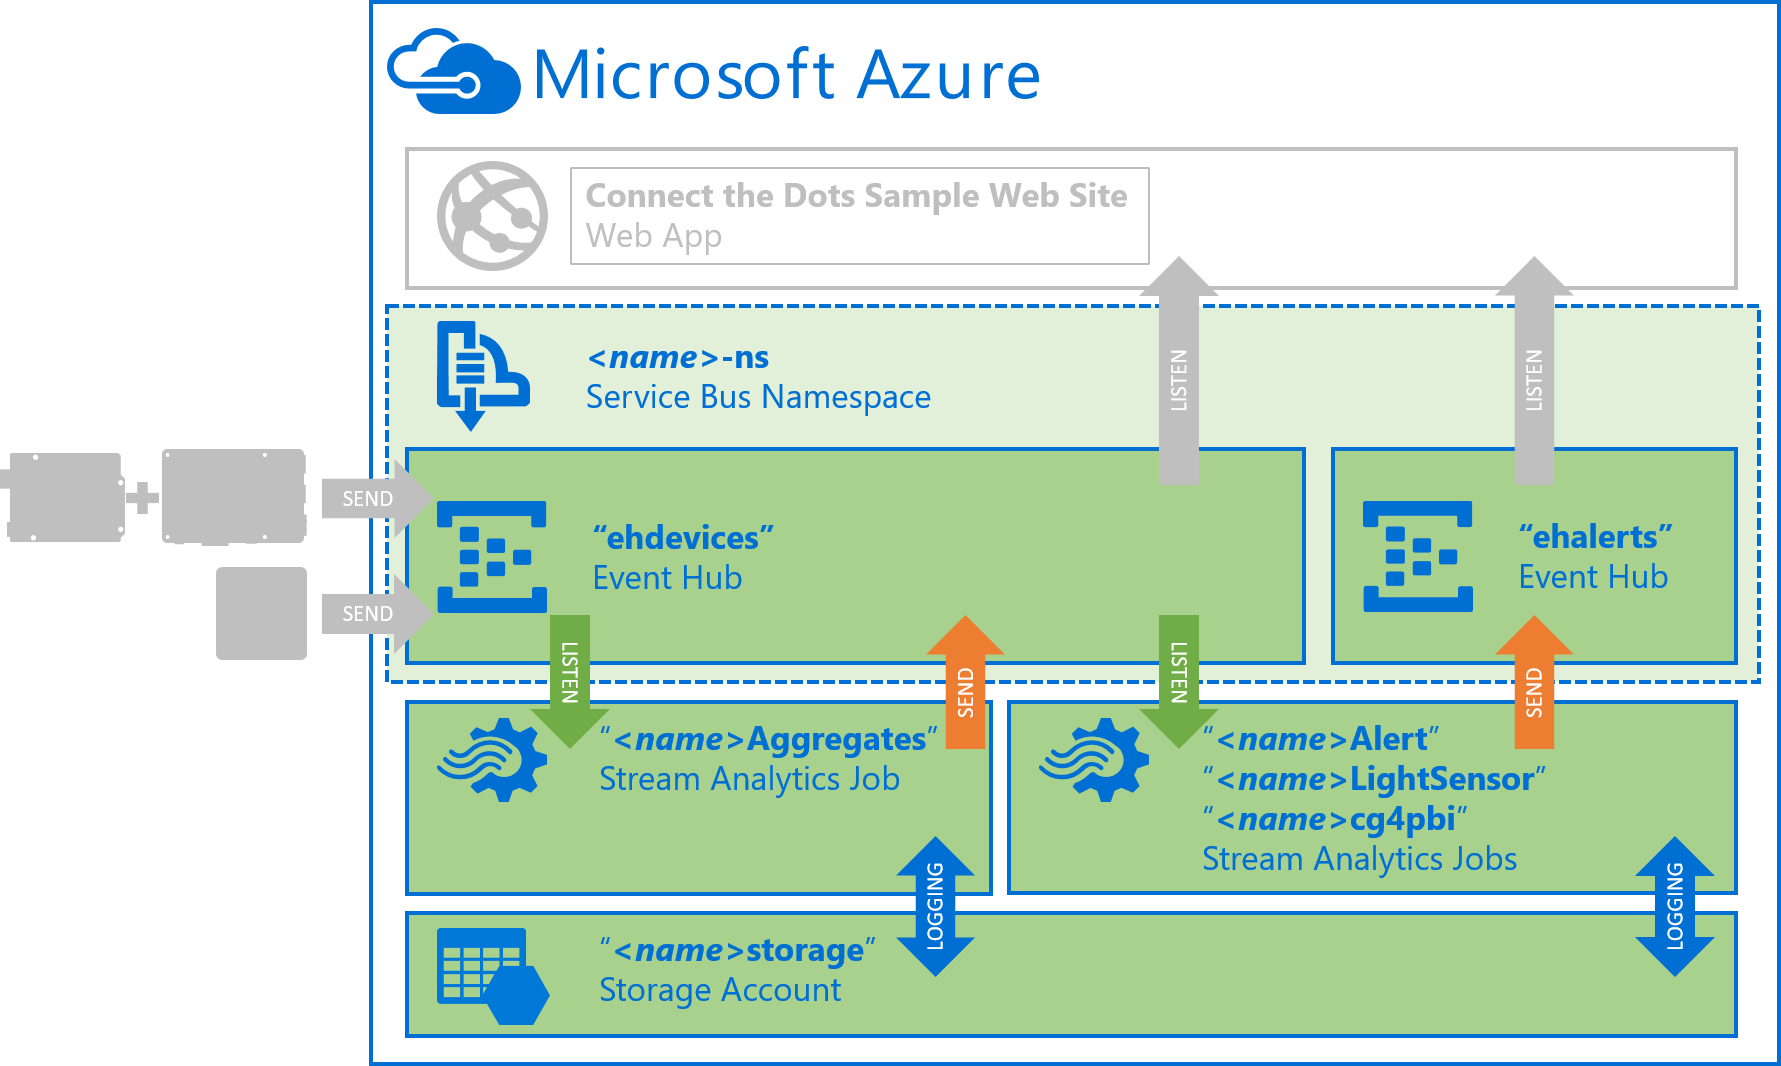 Microsoft Azure
Connect the Dots Sample Web Site
Web App
<name>-ns
Service Bus Namespace
LISTEN
LISTEN
SEND
SEND
“ehdevices”
Event Hub
“ehalerts”
Event Hub
LISTEN
SEND
LISTEN
SEND
“<name>Aggregates”
Stream Analytics Job
“<name>Alert”
“<name>LightSensor”
“<name>cg4pbi”
Stream Analytics Jobs
LOGGING
LOGGING
“<name>storage”
Storage Account